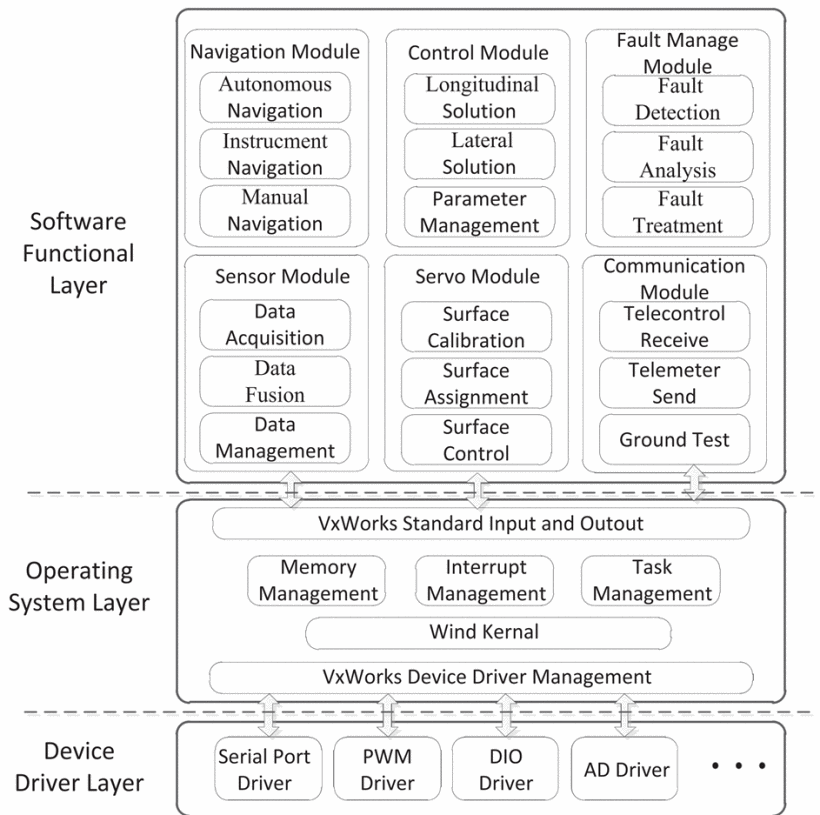 Software
Functional
Layer
Navigation Module
Autonomous
Navigation
Instrucment
Navigation
Manual
Navigation
Control Module
Longitudinal
Solution
Lateral
Solution
Parameter
Management
Fault Manage
Module
Fault
Detection
Fault
Analysis
Fault
Treatment
Sensor Module
Data
Acquisition
Data
Fusion
Data
Management
Servo Module
Surface
Calibration
Surface
Assignment
Surface
Control
Communication
Module
Telecontrol
Receive
Telemeter
Send
Ground Test
Operating
System Layer
VxWorks Standard Input and Outout
Memory
Management
Interrupt
Management
Task
Management
Wind Kernal
VxWorks Device Driver Management
Device
Driver Layer
Serial Port
Driver
PWM
Driver
DIO
Driver
AD Driver
• • •